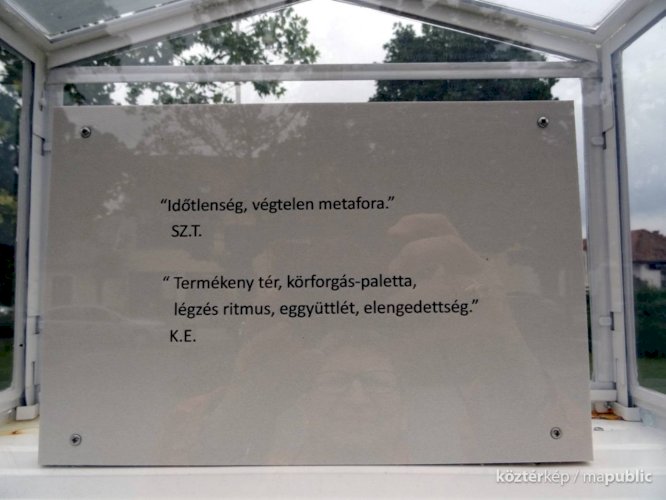 “Időtlenség, végtelen metafora.”
SZ.T.
“ Termékeny tér, körforgás-paletta,
légzés ritmus, eggyüttlét, elengedettség.”
K.E.
köztérkép / mapublic